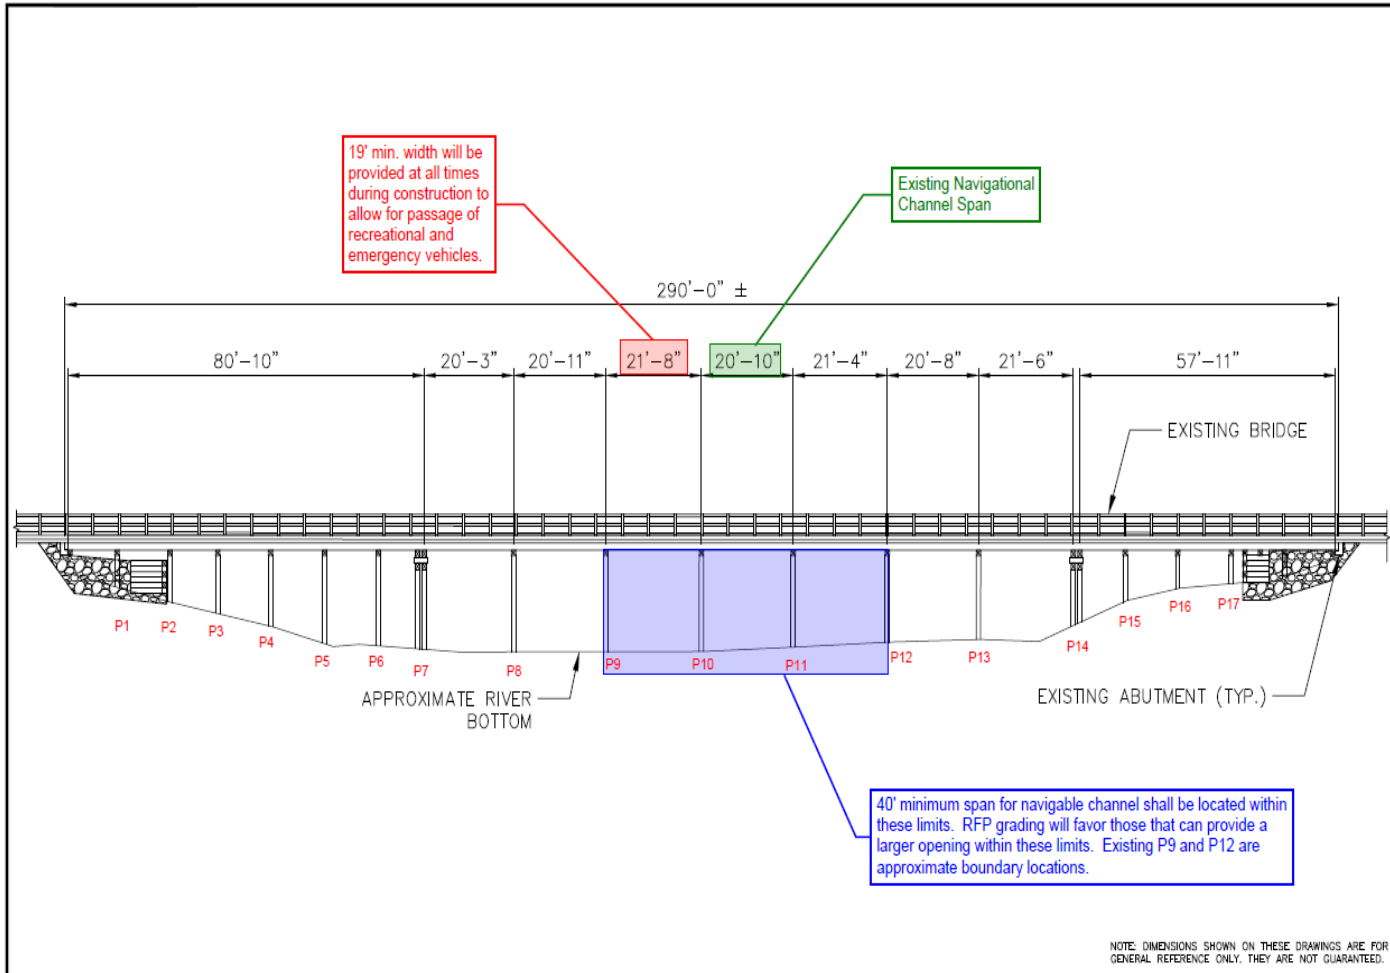 19' min. width will be
provided at all times
during construction to
allow for passage of
recreational and
emergency vehicles.
Existing Navigational
Channel Span
290'-0" ±
80'-10"
20'-3"
20'-11"
21'-8"
20'-10"
21'-4"
20'-8"
21'-6"
57'-11"
EXISTING BRIDGE
P1
P2
P3
P4
P5
P6
P7
P8
P9
P10
P11
P12
P13
P14
P15
P16
P17
APPROXIMATE RIVER
BOTTOM
EXISTING ABUTMENT (TYP.)
40' minimum span for navigable channel shall be located within
these limits. RFP grading will favor those that can provide a
larger opening within these limits. Existing P9 and P12 are
approximate boundary locations.
NOTE: DIMENSIONS SHOWN ON THESE DRAWINGS ARE FOR
GENERAL REFERENCE ONLY. THEY ARE NOT GUARANTEED.